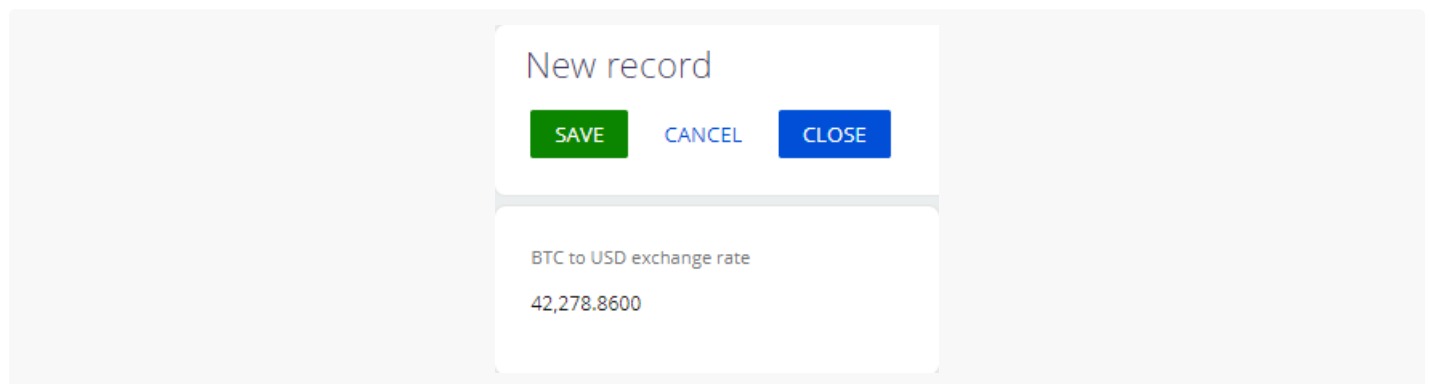 New record
SAVE CANCEL CLOSE
BTC to USD exchange rate
42,278.8600